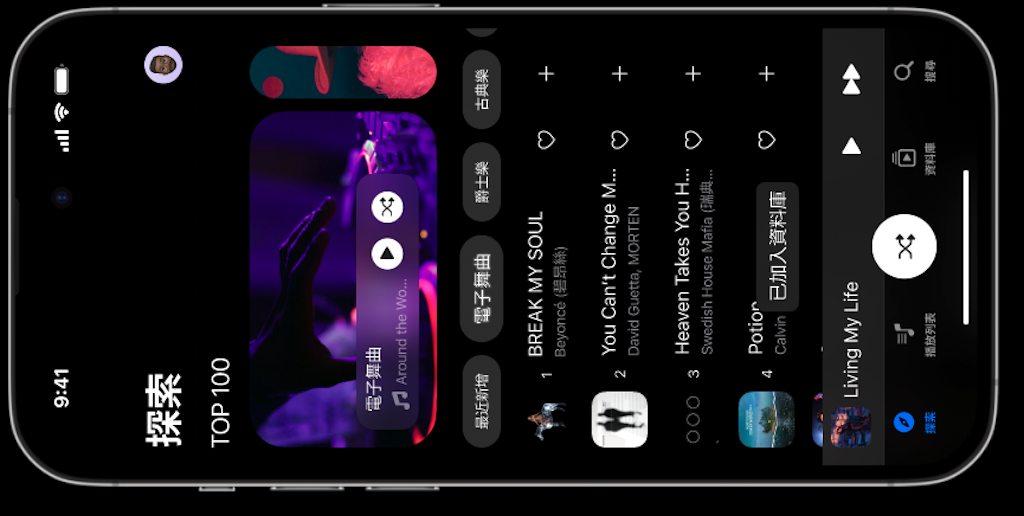 9:41
探索
TOP 100
電子舞曲
Around the Wo...
最近新增
電子舞曲
爵士樂
古典樂
1
BREAK MY SOUL
Beyoncé (碧昂絲)
2
You Can't Change M...
David Guetta, MORTEN
3
Heaven Takes You H...
Swedish House Mafia (瑞典...
4
Potion
Calvin
已加入資料庫
Living My Life
探索
播放列表
資料庫
搜尋